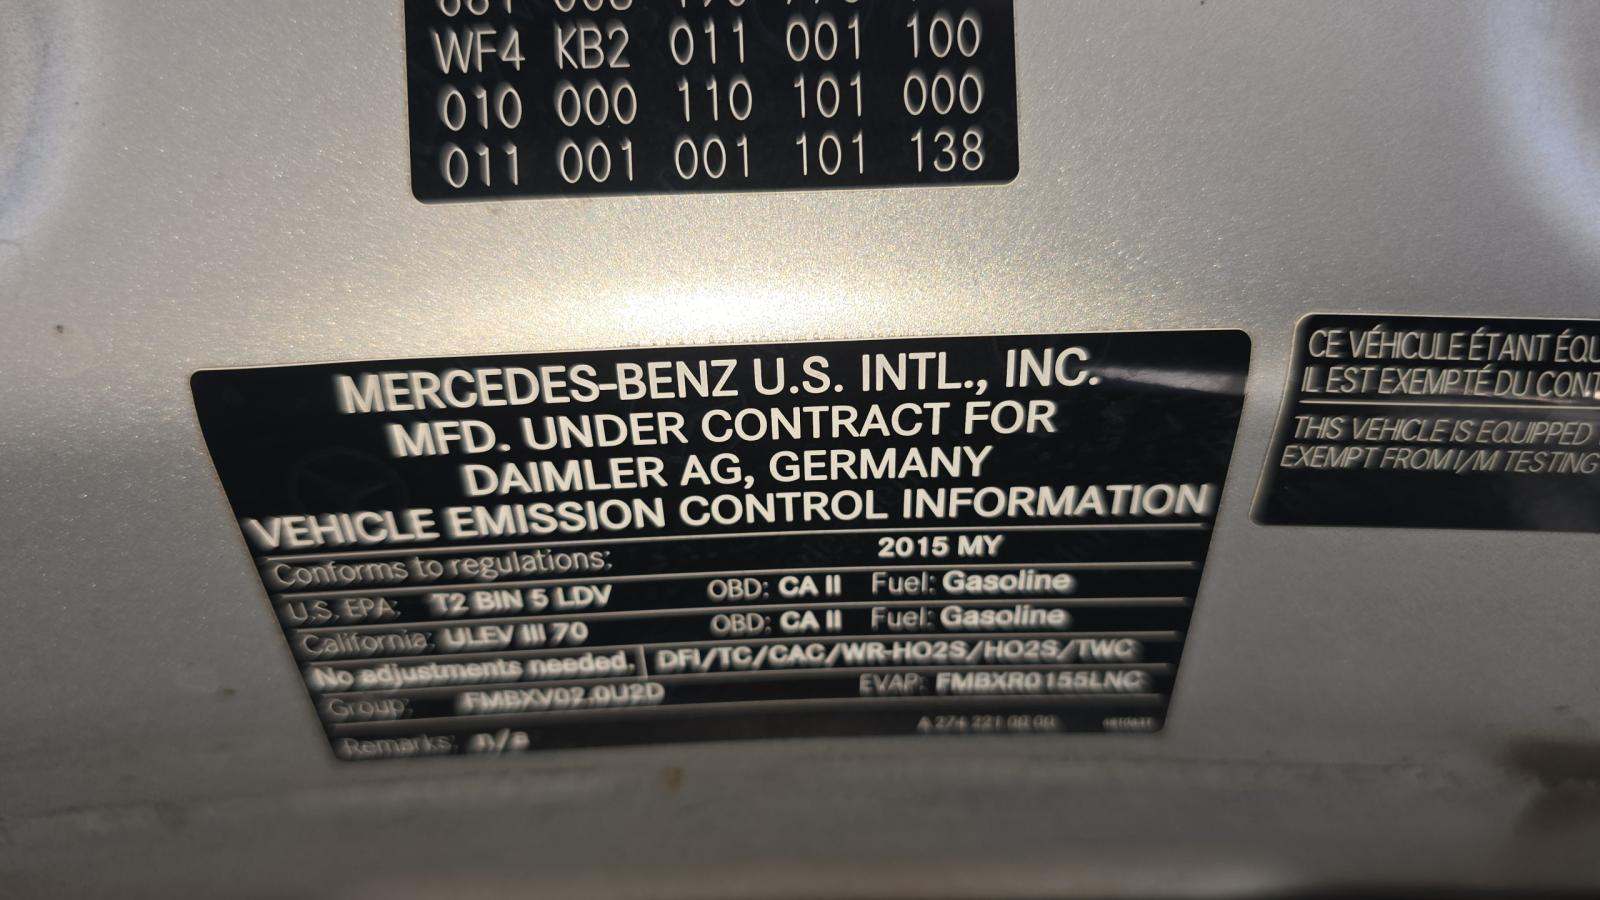 WF4 KB2 011 001 100
010 000 110 101 000
011 001 001 101 138
MERCEDES-BENZ U.S. INTL., INC.
MFD. UNDER CONTRACT FOR
DAIMLER AG, GERMANY
VEHICLE EMISSION CONTROL INFORMATION
Conforms to regulations: 2015 MY
U.S. EPA: T2 BIN 5 LDV OBD: CA II Fuel: Gasoline
California: ULEV III 70 OBD: CA II Fuel: Gasoline
No adjustments needed. DFI/TC/CAC/WR-HO2S/HO2S/TWC
Group: FMBXV02.0U2D EVAP: FMBXR0155LNC
Remarks: n/a A 274 221 00 00
CE VÉHICULE ÉTANT ÉQU
IL EST EXEMPTÉ DU CONT
THIS VEHICLE IS EQUIPPED
EXEMPT FROM I/M TESTING